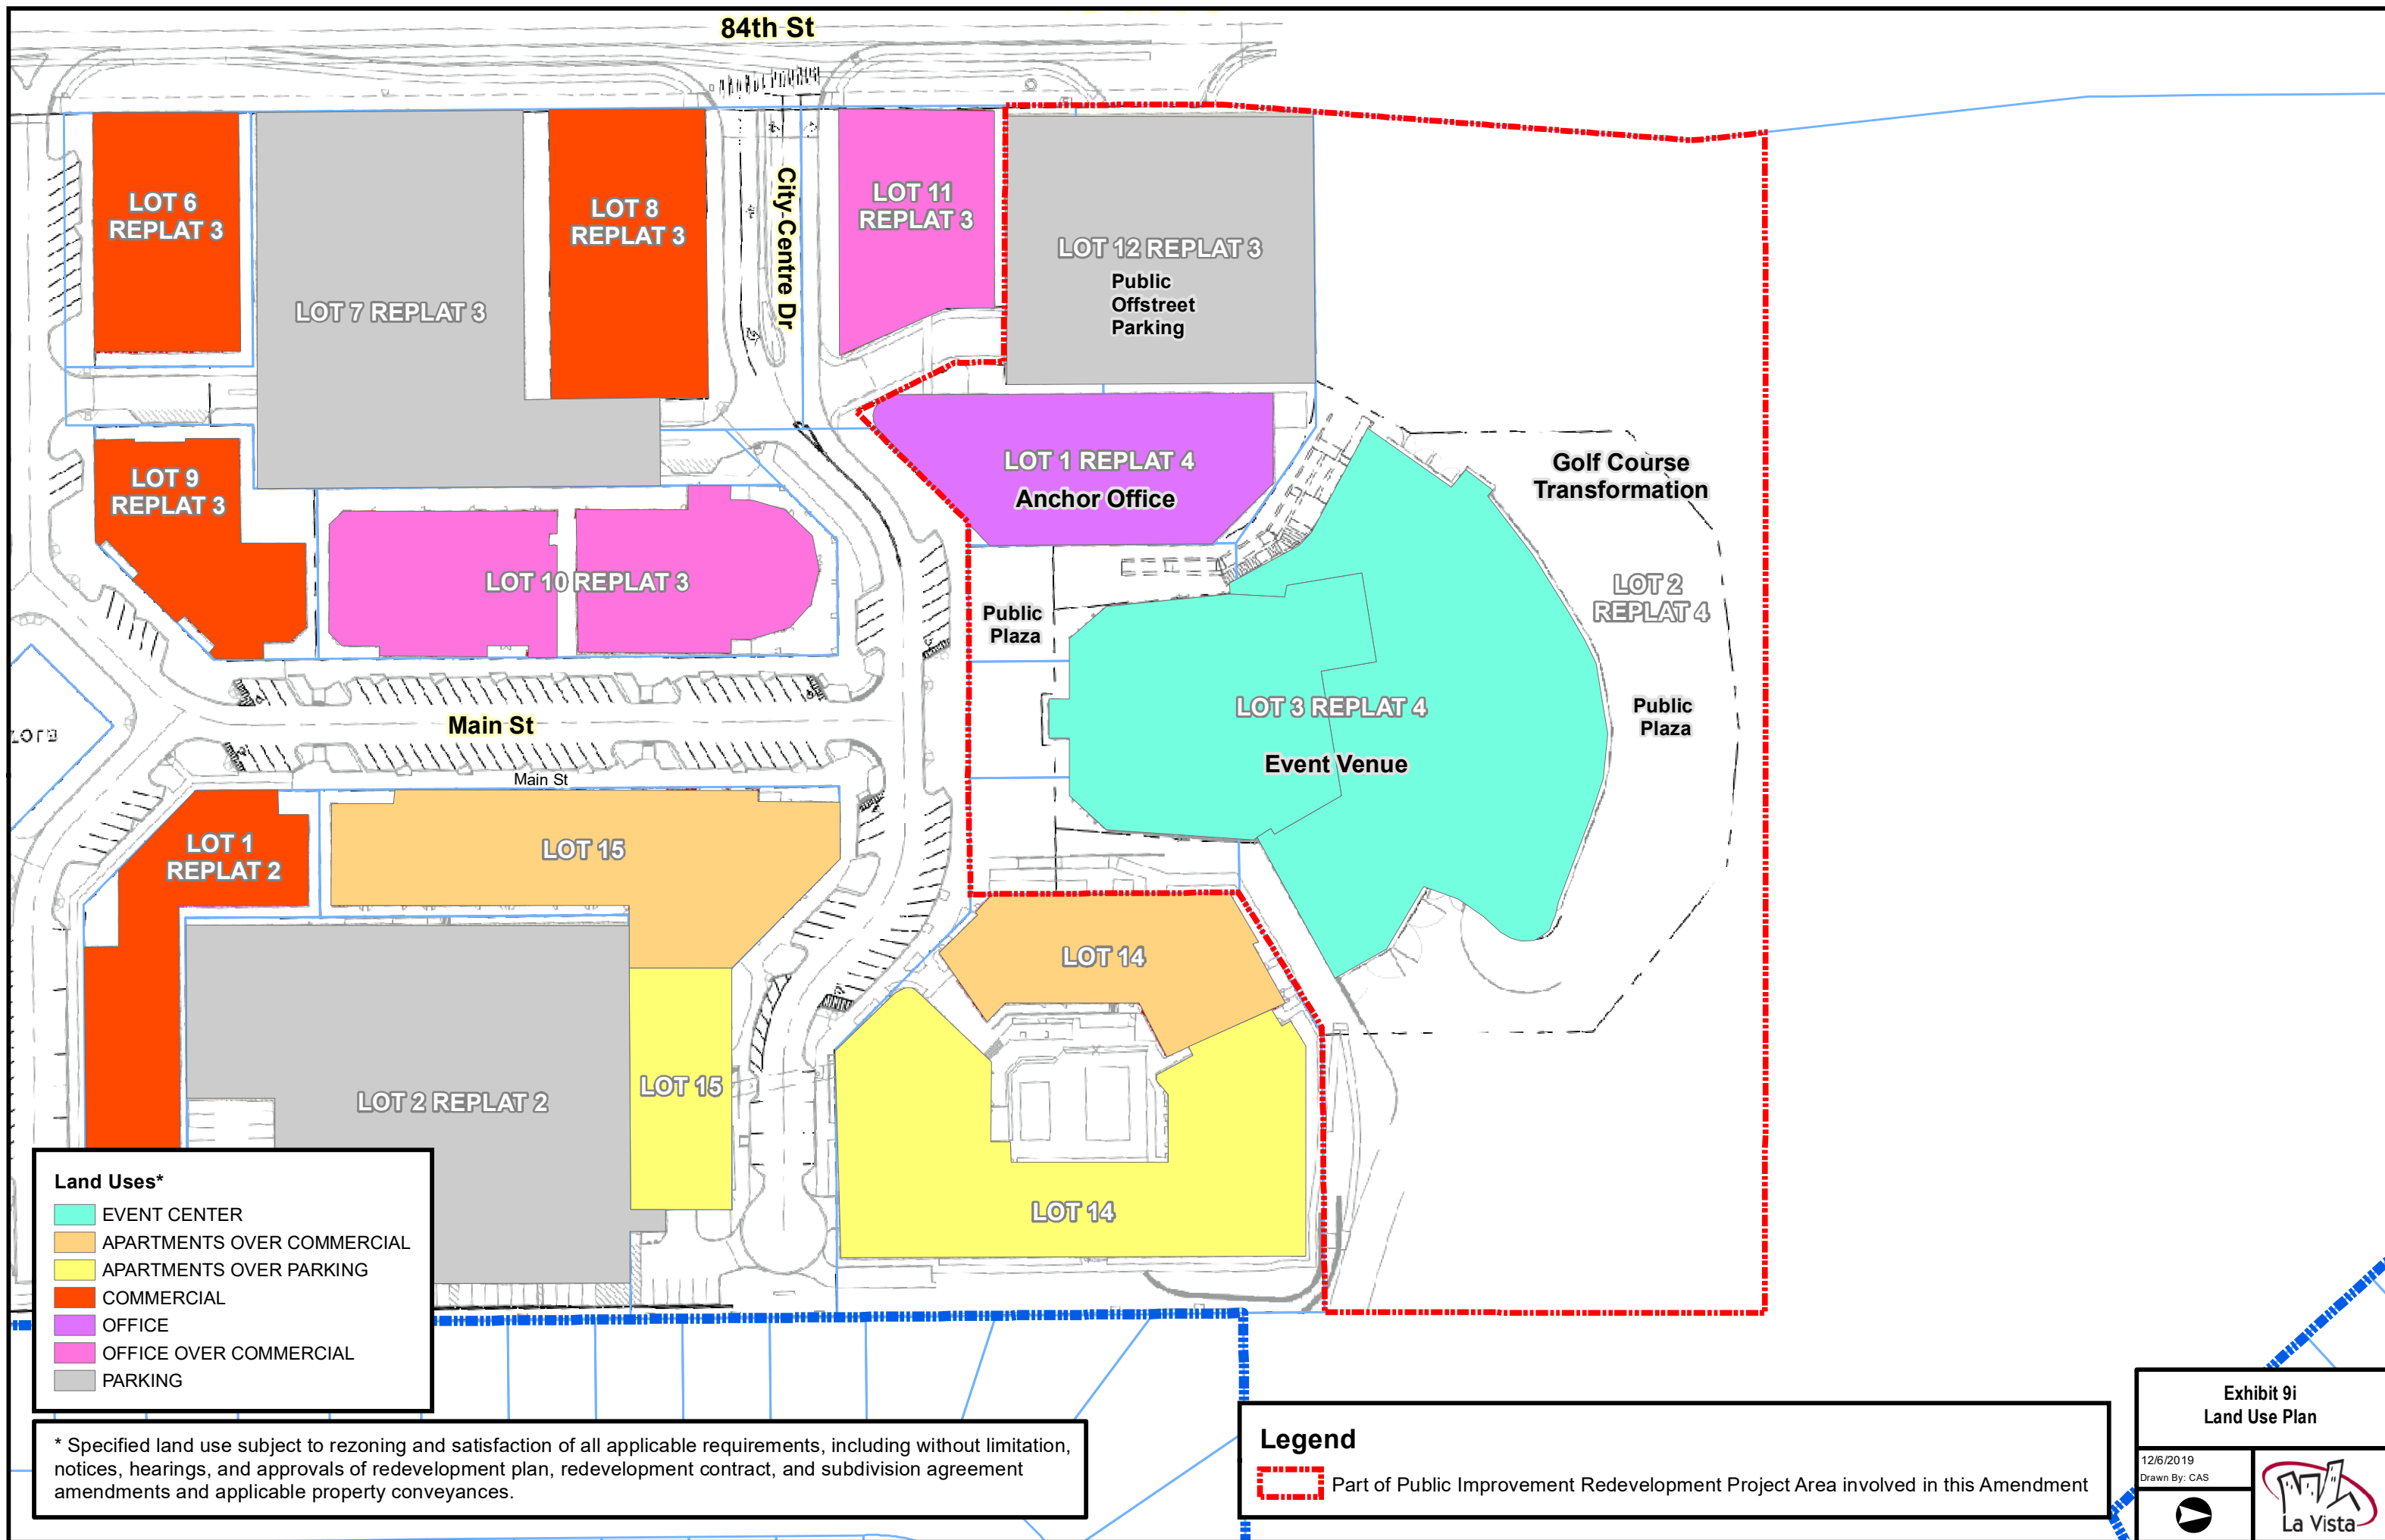 84th St
City Centre Dr
LOT 6
REPLAT 3
LOT 7 REPLAT 3
LOT 8
REPLAT 3
LOT 11
REPLAT 3
LOT 12 REPLAT 3
Public
Offstreet
Parking
LOT 9
REPLAT 3
LOT 10 REPLAT 3
LOT 1 REPLAT 4
Anchor Office
Golf Course
Transformation
LOT 2
REPLAT 4
Public
Plaza
Public
Plaza
LOT 3 REPLAT 4
Event Venue
Main St
Main St
LOT 1
REPLAT 2
LOT 15
LOT 14
LOT 2 REPLAT 2
LOT 15
LOT 14
Land Uses*
EVENT CENTER
APARTMENTS OVER COMMERCIAL
APARTMENTS OVER PARKING
COMMERCIAL
OFFICE
OFFICE OVER COMMERCIAL
PARKING
* Specified land use subject to rezoning and satisfaction of all applicable requirements, including without limitation,
notices, hearings, and approvals of redevelopment plan, redevelopment contract, and subdivision agreement
amendments and applicable property conveyances.
Legend
Part of Public Improvement Redevelopment Project Area involved in this Amendment
Exhibit 9i
Land Use Plan
12/6/2019
Drawn By: CAS
La Vista